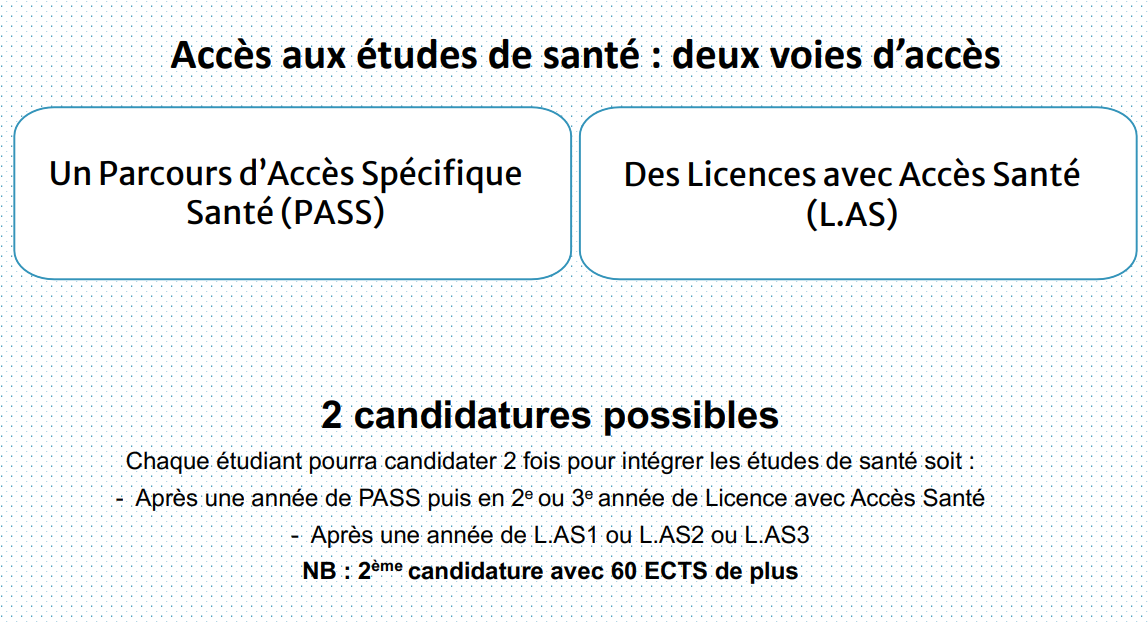 Accès aux études de santé : deux voies d’accès
Un Parcours d’Accès Spécifique
Santé (PASS)
Des Licences avec Accès Santé
(L.AS)
2 candidatures possibles
Chaque étudiant pourra candidater 2 fois pour intégrer les études de santé soit :
- Après une année de PASS puis en 2e ou 3e année de Licence avec Accès Santé
- Après une année de L.AS1 ou L.AS2 ou L.AS3
NB : 2ème candidature avec 60 ECTS de plus